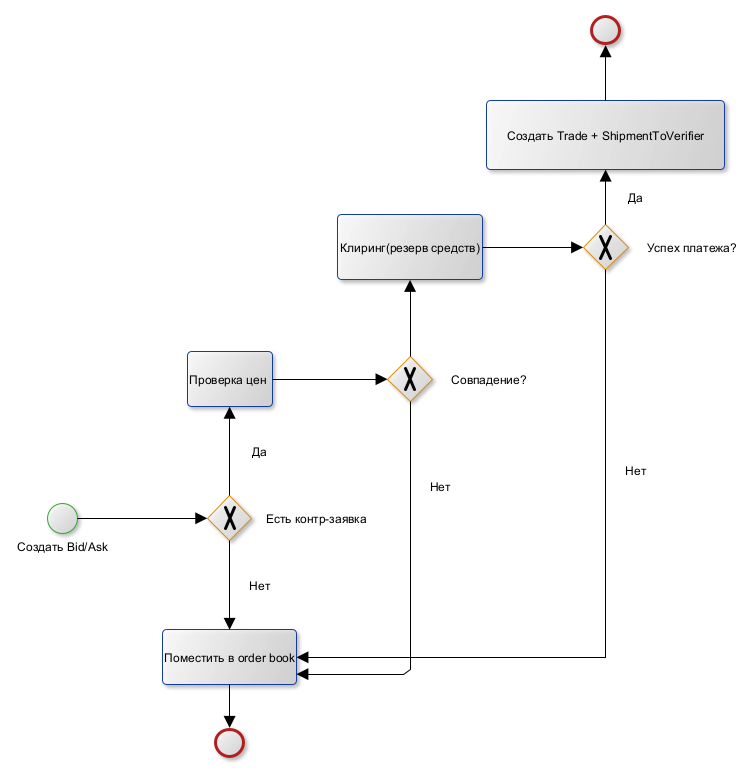 Создать Trade + ShipmentToVerifier
Да
Клиринг(резерв средств)
Успех платежа?
Проверка цен
Совпадение?
Да
Нет
Нет
Есть контр-заявка
Создать Bid/Ask
Нет
Поместить в order book